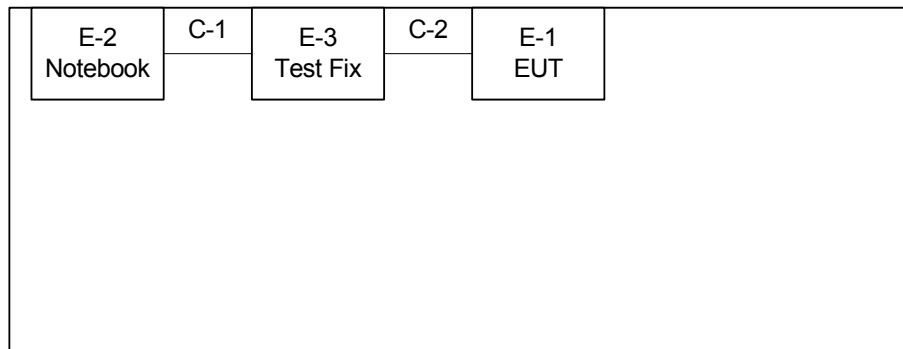 E-2
Notebook
C-1
E-3
Test Fix
C-2
E-1
EUT